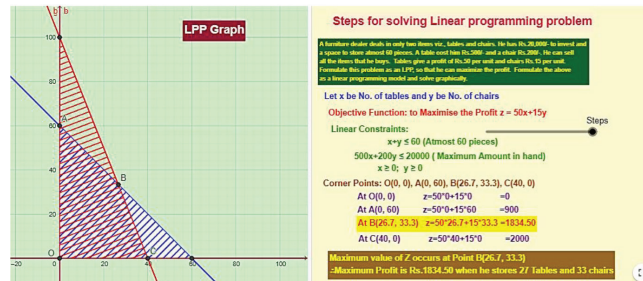 LPP Graph
b
a
100
80
60
A
40
B
20
O
C
-20
0
20
40
60
80
100
Steps for solving Linear programming problem
A furniture dealer deals in only two items viz., tables and chairs. He has Rs.20,000/- to invest and
a space to store atmost 60 pieces. A table cost him Rs.500/- and a chair Rs.200/-. He can sell
all the items that he buys. Tables give a profit of Rs.50 per unit and chairs Rs.15 per unit.
Formulate this problem as an LPP, so that he can maximize the profit. Formulate the above
as a linear programming model and solve graphically.
Let x be No. of tables and y be No. of chairs
Objective Function: to Maximise the Profit z = 50x+15y
Steps
Linear Constraints:
x+y ≤ 60 (Atmost 60 pieces)
500x+200y ≤ 20000 ( Maximum Amount in hand)
x ≥ 0; y ≥ 0
Corner Points: O(0, 0), A(0, 60), B(26.7, 33.3), C(40, 0)
At O(0, 0) z=50*0+15*0 =0
At A(0, 60) z=50*0+15*60 =900
At B(26.7, 33.3) z=50*26.7+15*33.3 =1834.50
At C(40, 0) z=50*40+15*0 =2000
Maximum value of Z occurs at Point B(26.7, 33.3)
∴Maximum Profit is Rs.1834.50 when he stores 27 Tables and 33 chairs